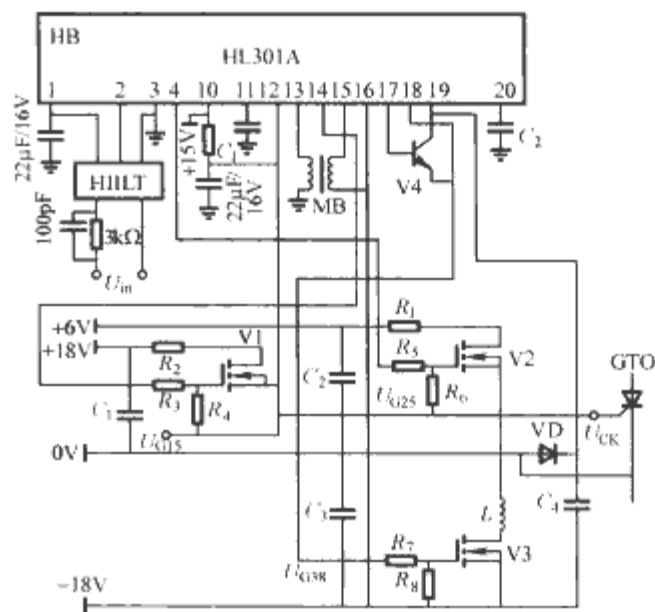 HB
HL301A
1 2 3 4 10 11 12 13 14 15 16 17 18 19 20
22μF/16V
+15V
C₁
22μF/
16V
C₂
V4
MB
HIILT
100pF
3kΩ
Uin
+6V
+18V
V1
R₁
R₂
R₅
V2
GTO
R₃
C₂
R₄
R₆
C₁
UG25
UG15
VD
UCK
0V
C₃
L
C₄
R₇
V3
UG38
R₈
-18V